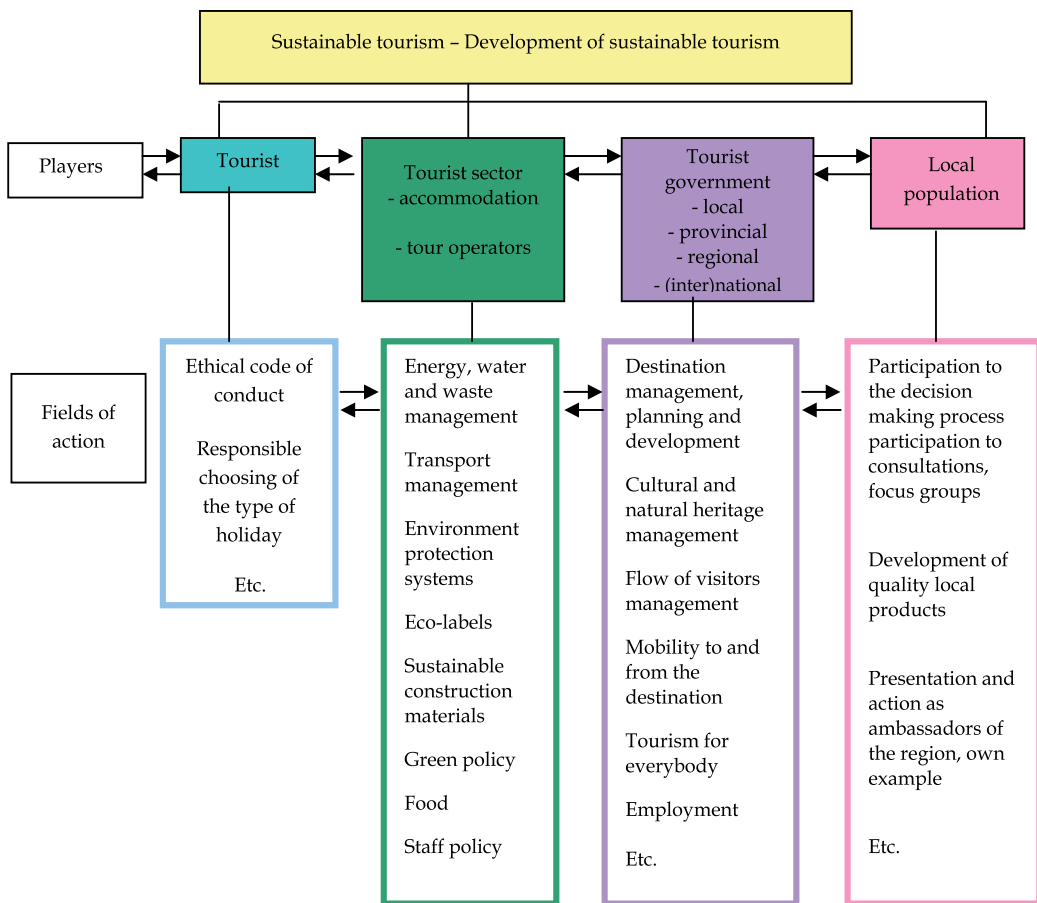 Sustainable tourism – Development of sustainable tourism
Players
Tourist
Tourist sector
- accommodation
- tour operators
Tourist
government
- local
- provincial
- regional
- (inter)national
Local
population
Fields of
action
Ethical code of
conduct
Responsible
choosing of
the type of
holiday
Etc.
Energy, water
and waste
management
Transport
management
Environment
protection
systems
Eco-labels
Sustainable
construction
materials
Green policy
Food
Staff policy
Destination
management,
planning and
development
Cultural and
natural heritage
management
Flow of visitors
management
Mobility to and
from the
destination
Tourism for
everybody
Employment
Etc.
Participation to
the decision
making process
participation to
consultations,
focus groups
Development of
quality local
products
Presentation and
action as
ambassadors of
the region, own
example
Etc.